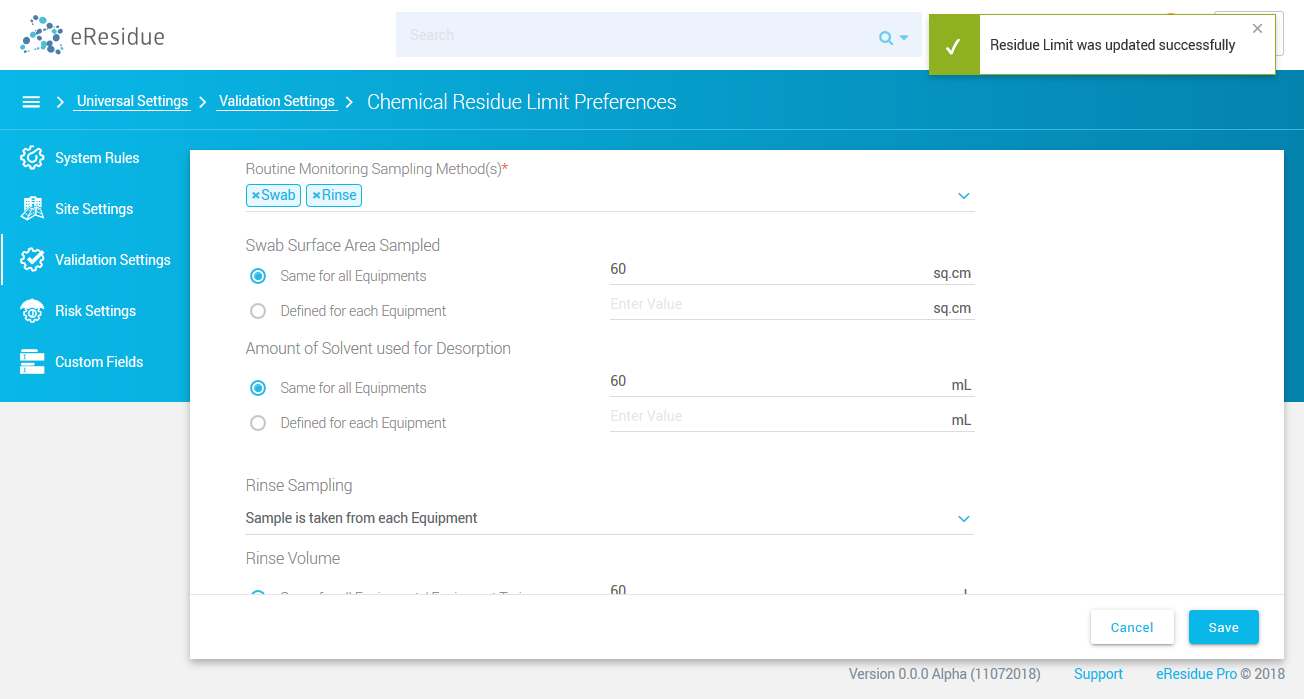 eResidue
Search
Residue Limit was updated successfully
Universal Settings
Validation Settings
Chemical Residue Limit Preferences
System Rules
Site Settings
Validation Settings
Risk Settings
Custom Fields
Routine Monitoring Sampling Method(s)*
×Swab ×Rinse
Swab Surface Area Sampled
Same for all Equipments 60 sq.cm
Defined for each Equipment Enter Value sq.cm
Amount of Solvent used for Desorption
Same for all Equipments 60 mL
Defined for each Equipment Enter Value mL
Rinse Sampling
Sample is taken from each Equipment
Rinse Volume
60
Cancel Save
Version 0.0.0 Alpha (11072018) Support eResidue Pro © 2018